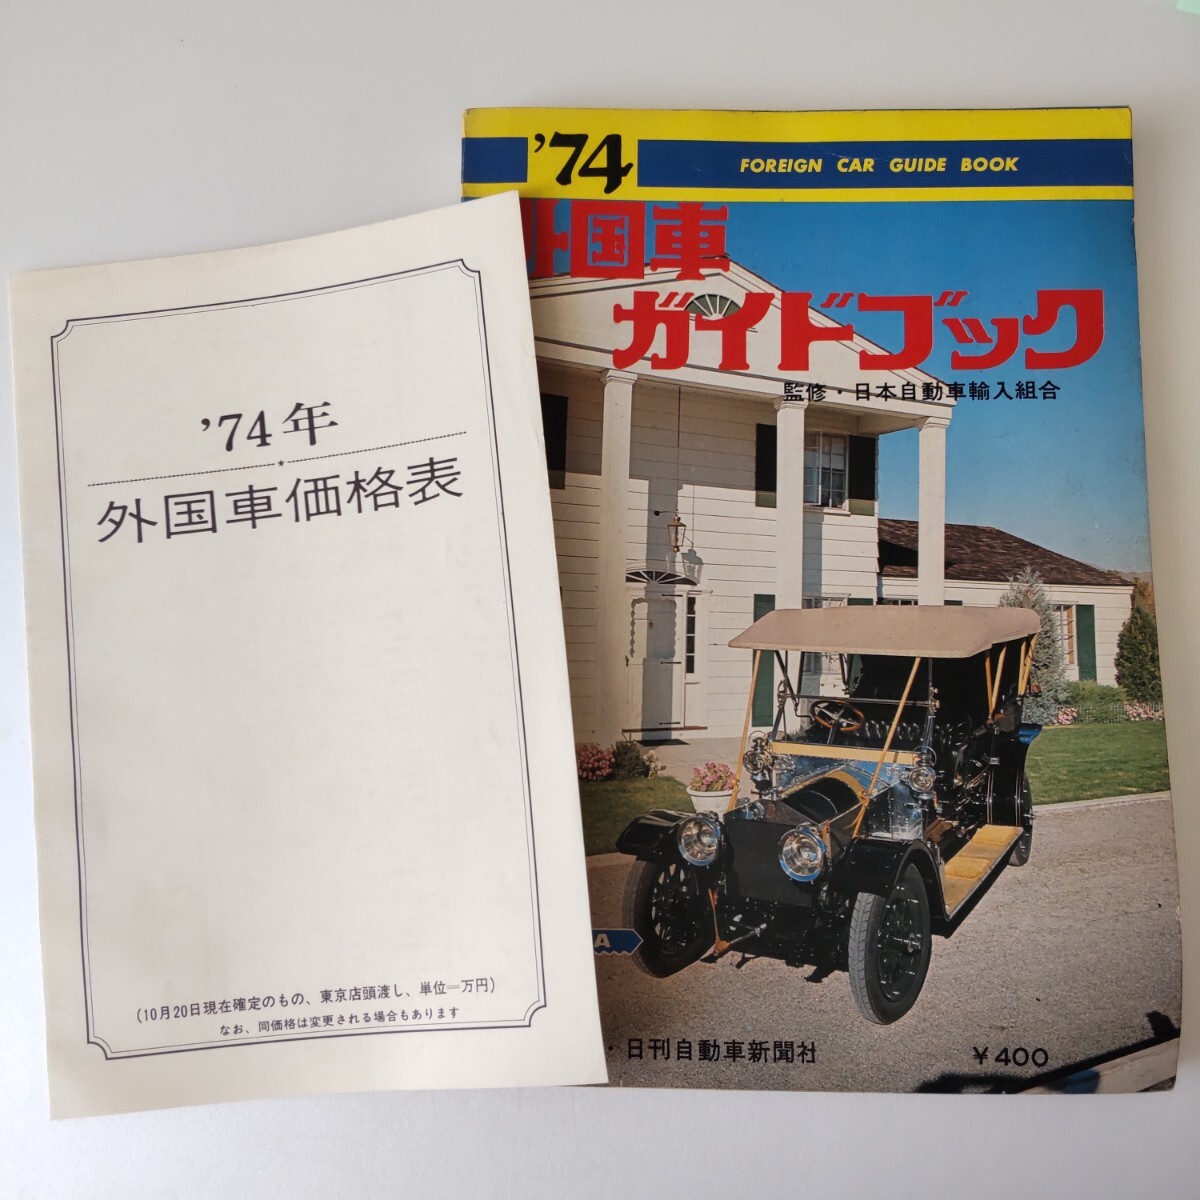 '74年
外国車価格表
(10月20日現在確定のもの、東京店頭渡し、単位=万円)
なお、同価格は変更される場合もあります
'74
FOREIGN CAR GUIDE BOOK
外国車
ガイドブック
監修・日本自動車輸入組合
A
・日刊自動車新聞社
¥400